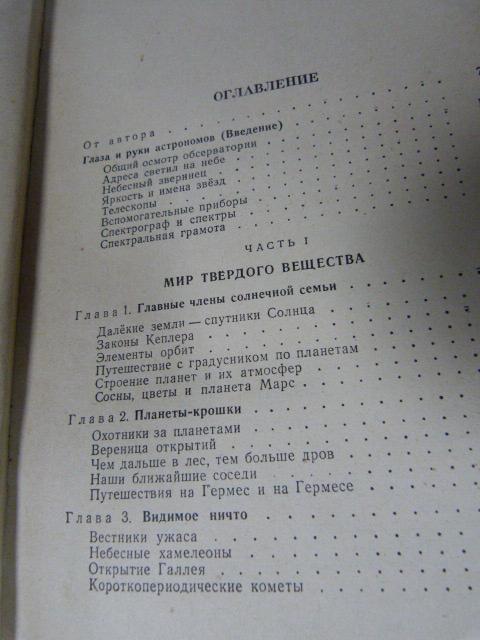 ОГЛАВЛЕНИЕ
От автора
Глаза и руки астрономов (Введение)
Общий осмотр обсерватории
Адреса светил на небе
Небесный зверинец
Яркость и имена звёзд
Телескопы
Вспомогательные приборы
Спектрограф и спектры
Спектральная грамота
ЧАСТЬ I
МИР ТВЕРДОГО ВЕЩЕСТВА
Глава 1. Главные члены солнечной семьи
Далёкие земли — спутники Солнца
Законы Кеплера
Элементы орбит
Путешествие с градусником по планетам
Строение планет и их атмосфер
Сосны, цветы и планета Марс
Глава 2. Планеты-крошки
Охотники за планетами
Вереница открытий
Чем дальше в лес, тем больше дров
Наши ближайшие соседи
Путешествия на Гермес и на Гермесе
Глава 3. Видимое ничто
Вестники ужаса
Небесные хамелеоны
Открытие Галлея
Короткопериодические кометы